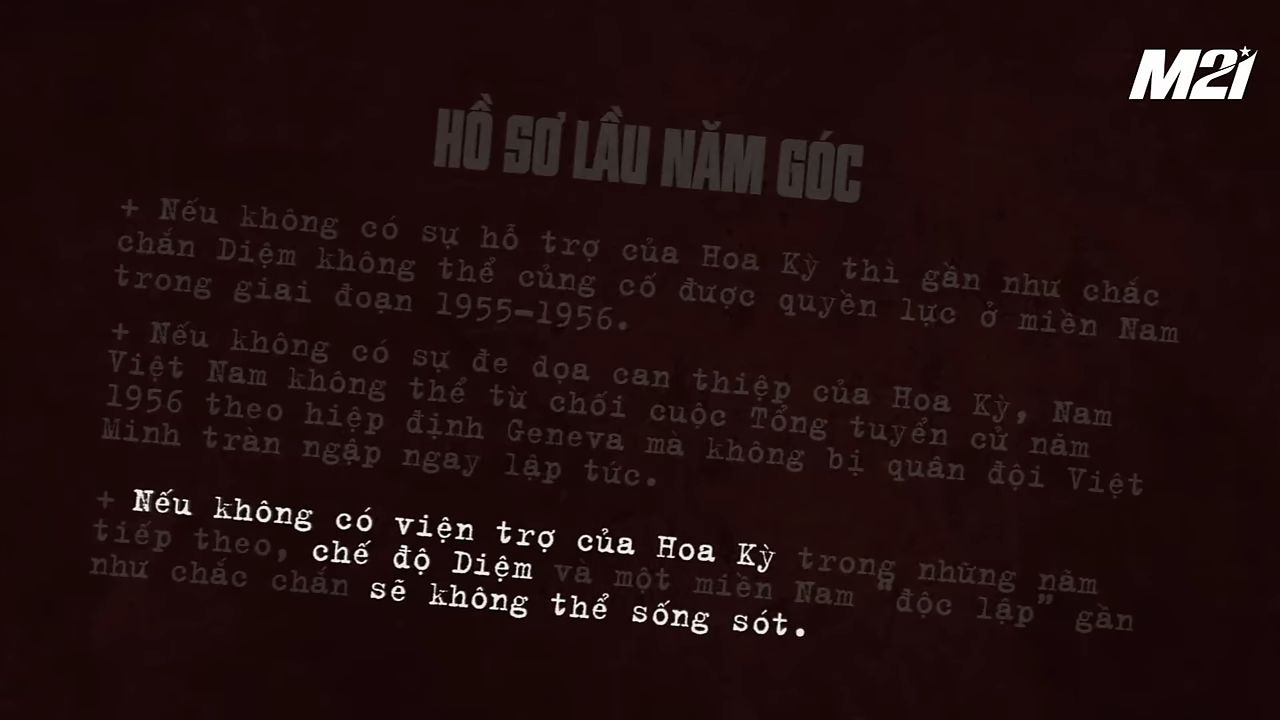 M21
HỒ SƠ LẦU NĂM GÓC
+ Nếu không có sự hỗ trợ của Hoa Kỳ thì gần như chắc
chắn Diệm không thể củng cố được quyền lực ở miền Nam
trong giai đoạn 1955-1956.
+ Nếu không có sự đe dọa can thiệp của Hoa Kỳ, Nam
Việt Nam không thể từ chối cuộc Tổng tuyển cử năm
1956 theo hiệp định Geneva mà không bị quân đội Việt
Minh tràn ngập ngay lập tức.
+ Nếu không có viện trợ của Hoa Kỳ trong những năm
tiếp theo, chế độ Diệm và một miền Nam "độc lập" gần
như chắc chắn sẽ không thể sống sót.